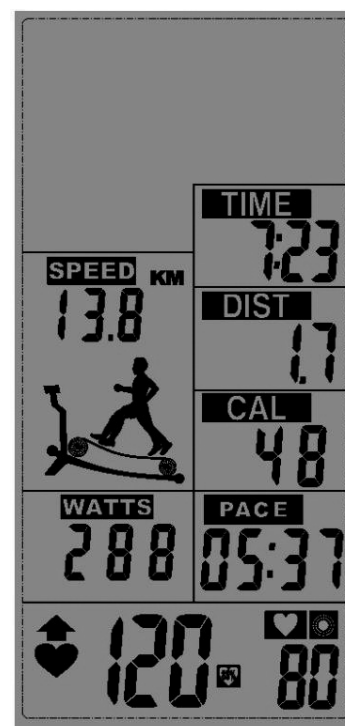 TIME
7:23
SPEED KM
13.8
DIST
1.7
CAL
48
WATTS
288
PACE
05:37
120
80